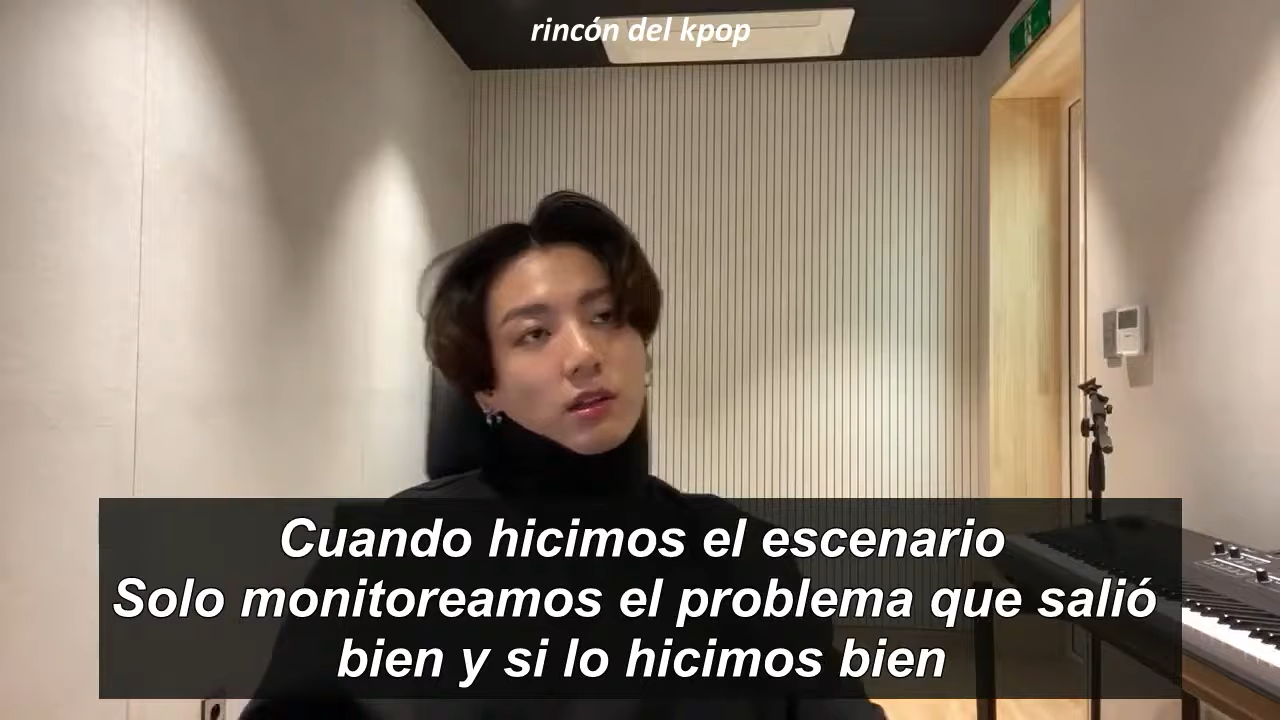 rincón del kpop
Cuando hicimos el escenario
Solo monitoreamos el problema que salió
bien y si lo hicimos bien